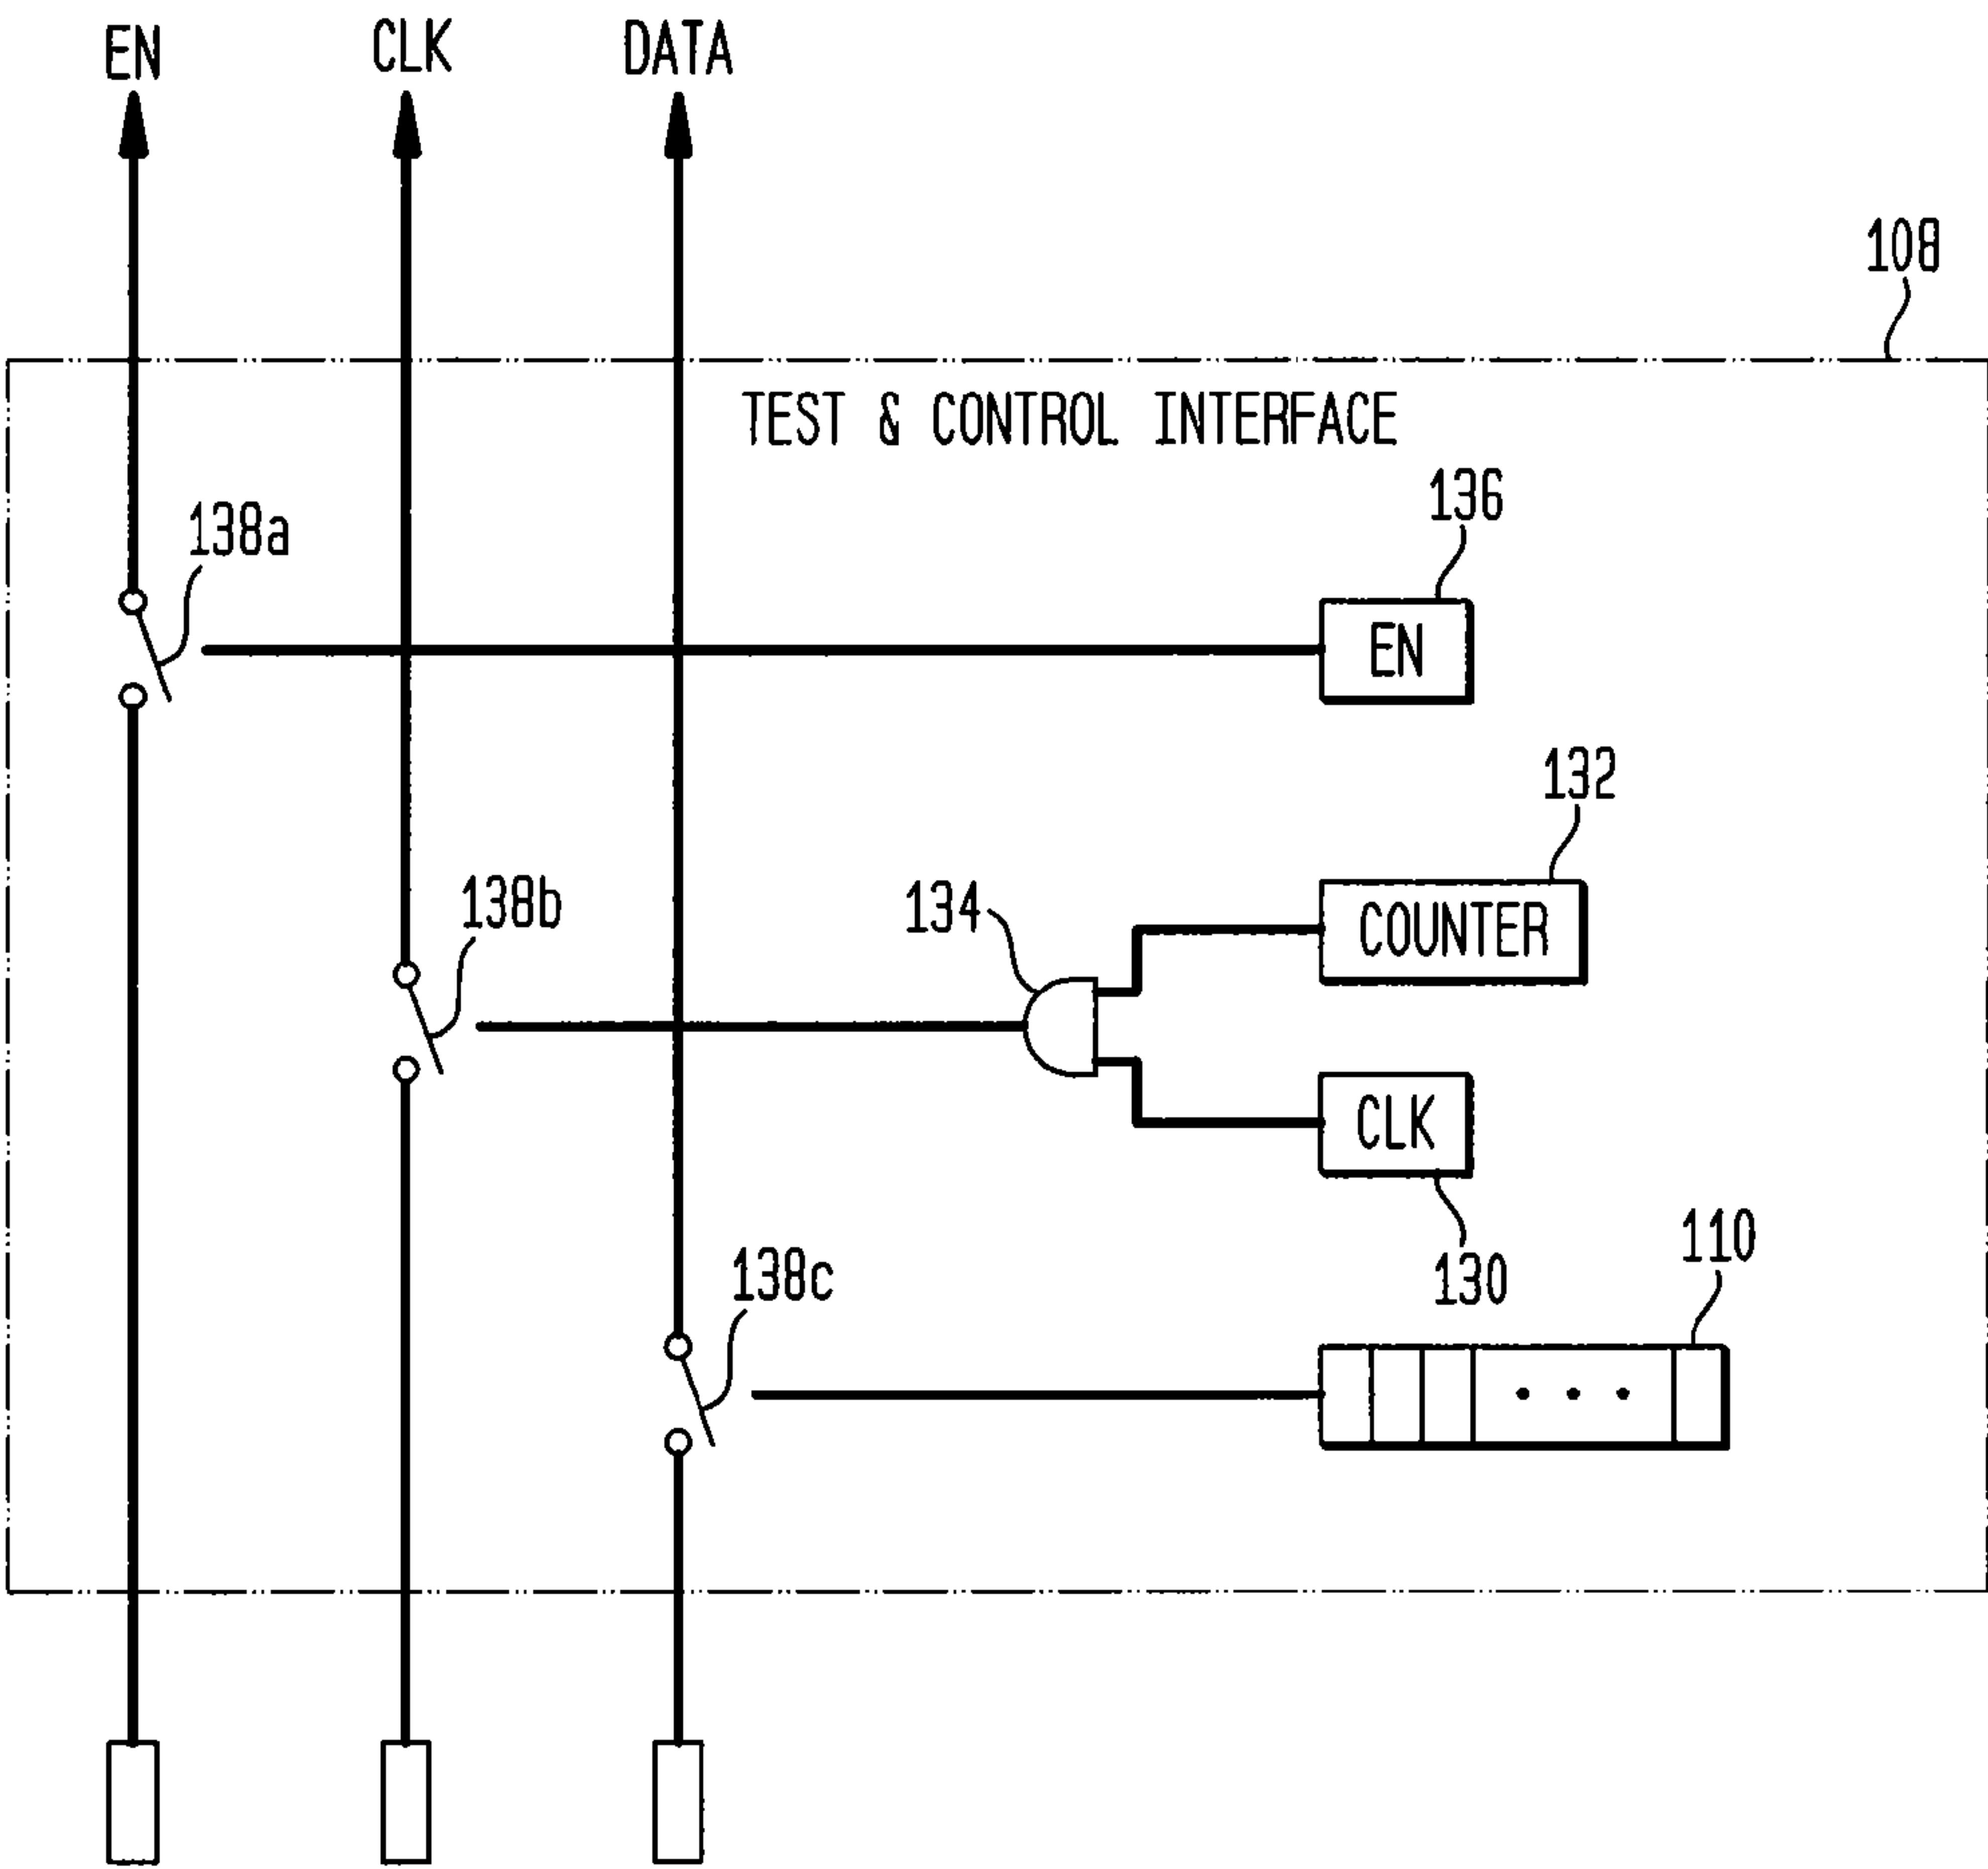 EN CLK DATA
108
TEST & CONTROL INTERFACE
136
138a
EN
132
138b
134
COUNTER
CLK
110
138c
130